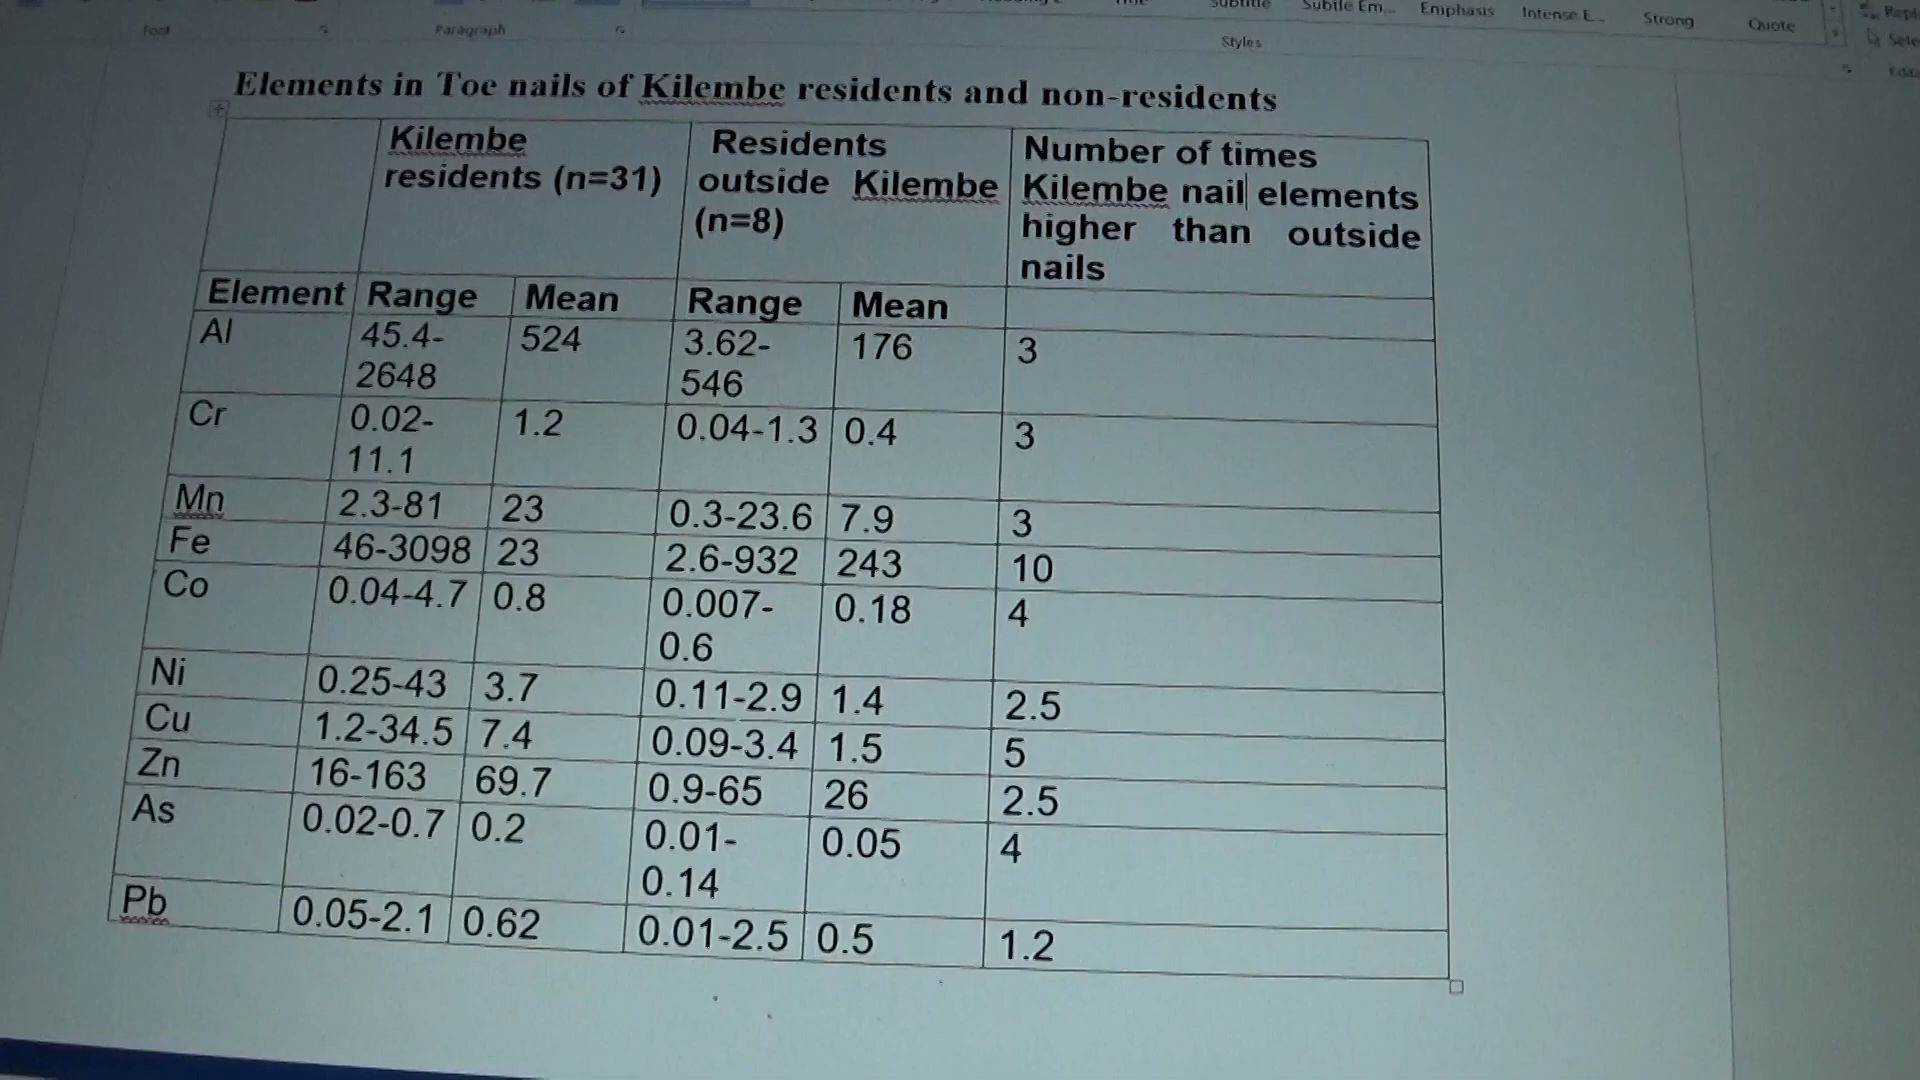 Font Paragraph Styles
Subtitle Subtle Em... Emphasis Intense E... Strong Quote
Elements in Toe nails of Kilembe residents and non-residents
Kilembe
residents (n=31)
Residents
outside Kilembe
(n=8)
Number of times
Kilembe nail elements
higher than outside
nails
Element Range Mean Range Mean
Al 45.4-
2648 524 3.62-
546 176 3
Cr 0.02-
11.1 1.2 0.04-1.3 0.4 3
Mn 2.3-81 23 0.3-23.6 7.9 3
Fe 46-3098 23 2.6-932 243 10
Co 0.04-4.7 0.8 0.007-
0.6 0.18 4
Ni 0.25-43 3.7 0.11-2.9 1.4 2.5
Cu 1.2-34.5 7.4 0.09-3.4 1.5 5
Zn 16-163 69.7 0.9-65 26 2.5
As 0.02-0.7 0.2 0.01-
0.14 0.05 4
Pb 0.05-2.1 0.62 0.01-2.5 0.5 1.2